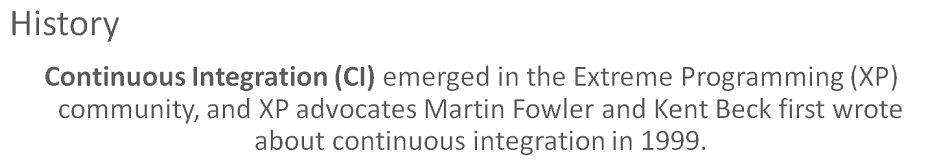 History
Continuous Integration (CI) emerged in the Extreme Programming (XP)
community, and XP advocates Martin Fowler and Kent Beck first wrote
about continuous integration in 1999.